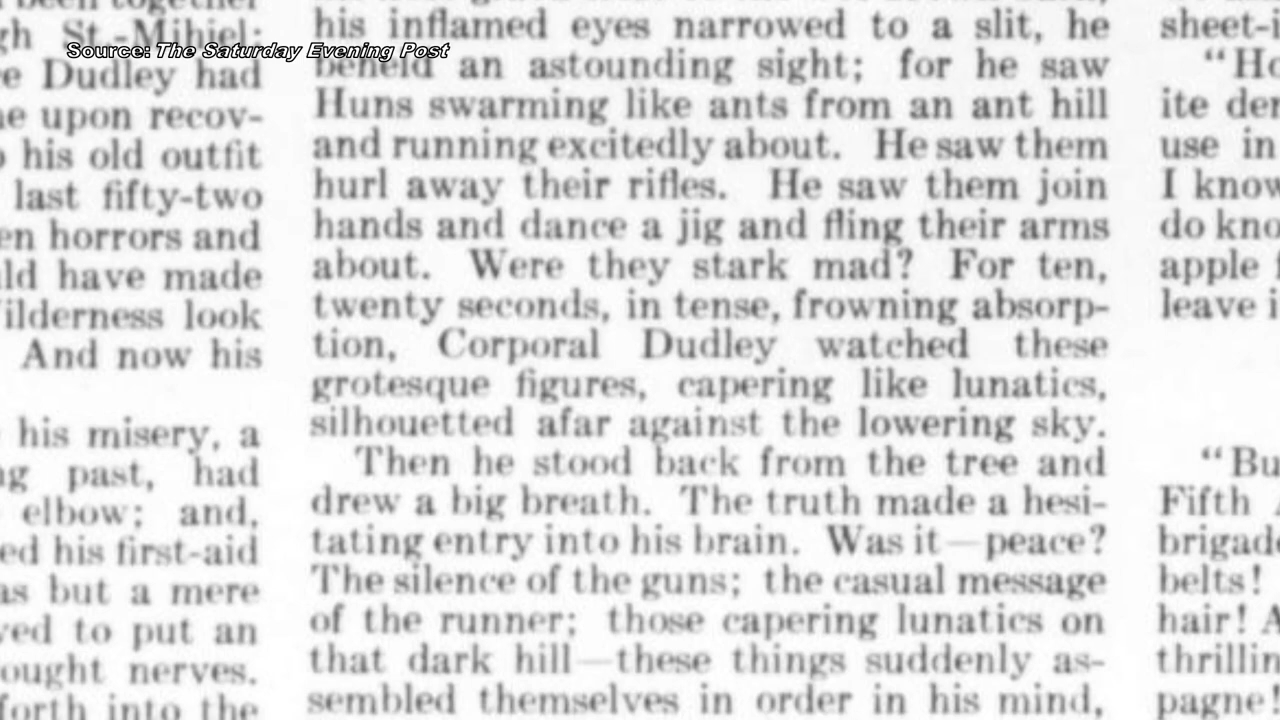 Source: The Saturday Evening Post
been together
gh St.-Mihiel;
re Dudley had
upon recov-
his old outfit
last fifty-two
horrors and
have made
look
And now his
his misery, a
past, had
elbow; and,
his first-aid
as but a mere
to put an
nerves.
forth into the
his inflamed eyes narrowed to a slit, he
beheld an astounding sight; for he saw
Huns swarming like ants from an ant hill
and running excitedly about. He saw them
hurl away their rifles. He saw them join
hands and dance a jig and fling their arms
about. Were they stark mad? For ten,
twenty seconds, in tense, frowning absorp-
tion, Corporal Dudley watched these
grotesque figures, capering like lunatics,
silhouetted afar against the lowering sky.
Then he stood back from the tree and
drew a big breath. The truth made a hesi-
tating entry into his brain. Was it—peace?
The silence of the guns; the casual message
of the runner; those capering lunatics on
that dark hill—these things suddenly as-
sembled themselves in order in his mind,
sheet-i
"Ho
ite der
use in
I know
do kno
apple
leave i
"Bu
Fifth
brigade
belts!
hair! A
thrillin
pagne!